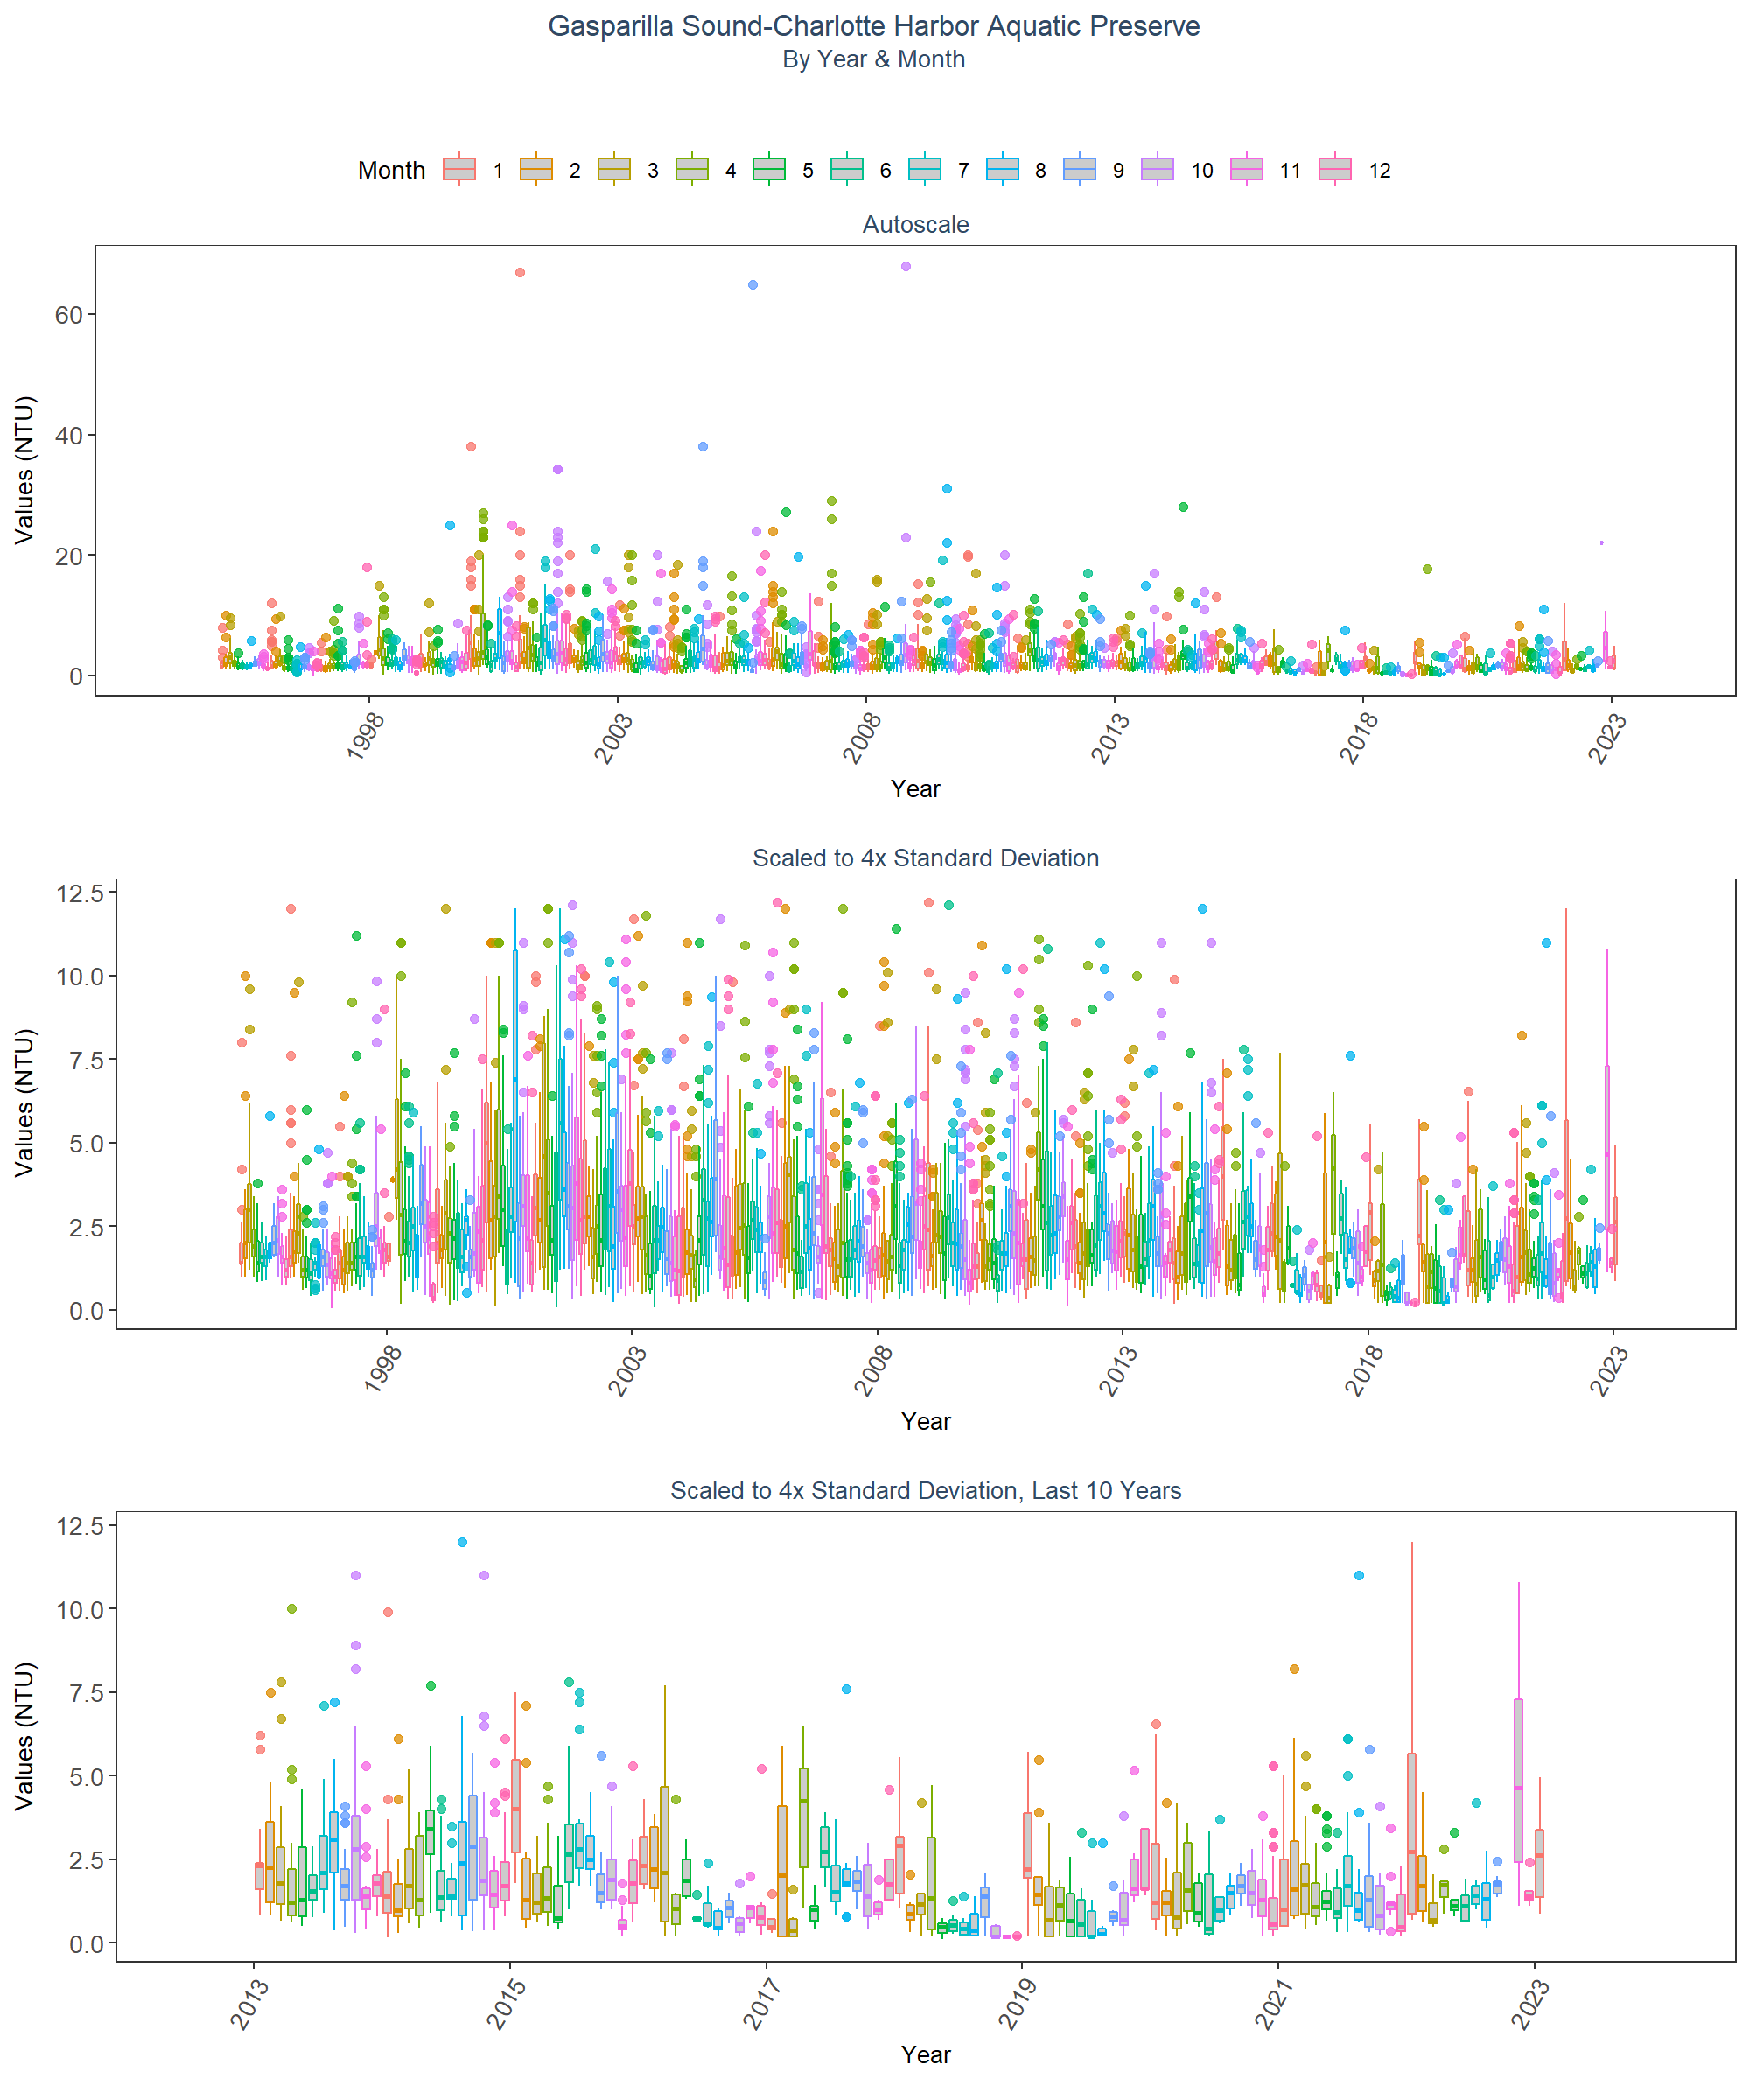 Gasparilla Sound-Charlotte Harbor Aquatic Preserve
By Year & Month
Month 1 2 3 4 5 6 7 8 9 10 11 12
Autoscale
Values (NTU)
60
40
20
0
1998 2003 2008 2013 2018 2023
Year
Scaled to 4x Standard Deviation
Values (NTU)
12.5
10.0
7.5
5.0
2.5
0.0
1998 2003 2008 2013 2018 2023
Year
Scaled to 4x Standard Deviation, Last 10 Years
Values (NTU)
12.5
10.0
7.5
5.0
2.5
0.0
2013 2015 2017 2019 2021 2023
Year